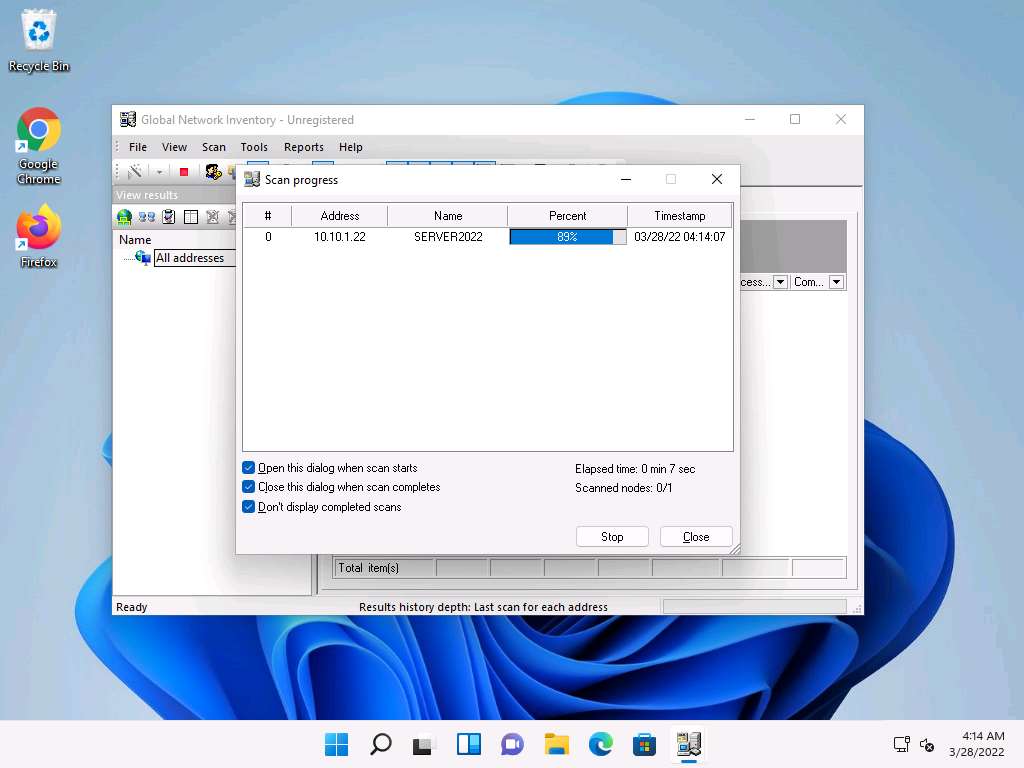 Recycle Bin
Google
Chrome
Firefox
Global Network Inventory - Unregistered
File View Scan Tools Reports Help
View results
Name
All addresses
Scan progress
# Address Name Percent Timestamp
0 10.10.1.22 SERVER2022 89% 03/28/22 04:14:07
cess... Com...
Open this dialog when scan starts
Close this dialog when scan completes
Don't display completed scans
Elapsed time: 0 min 7 sec
Scanned nodes: 0/1
Stop Close
Total item(s)
Ready Results history depth: Last scan for each address
4:14 AM
3/28/2022